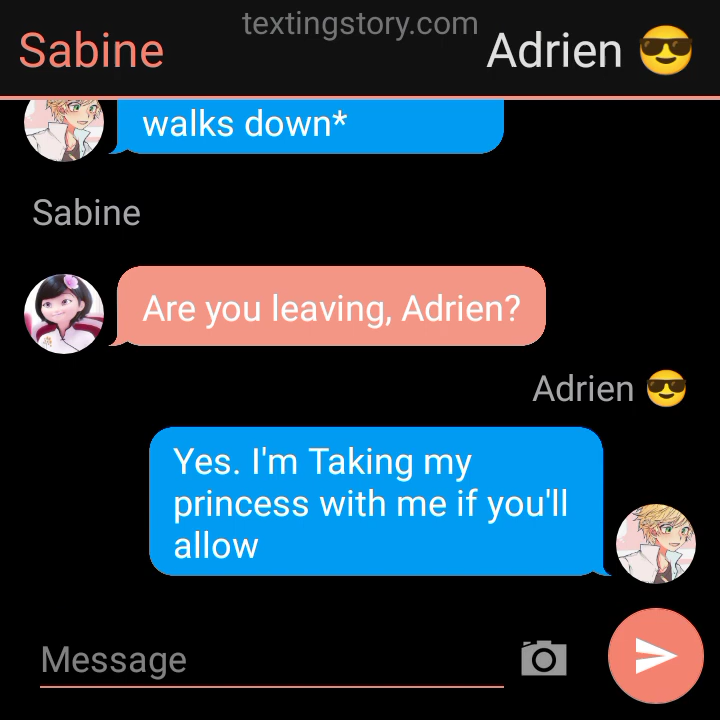 textingstory.com
Sabine
Adrien 😎
walks down*
Sabine
Are you leaving, Adrien?
Adrien 😎
Yes. I'm Taking my
princess with me if you'll
allow
Message